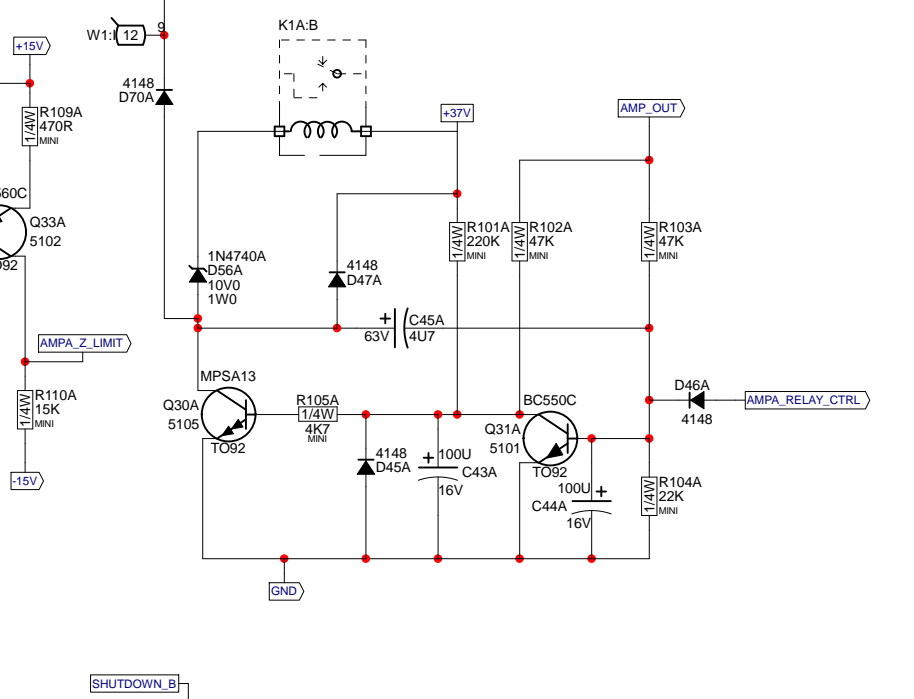 K1A:B
9
W1:I
12
+15V
4148
D70A
R109A
470R
MINI
1/4W
+37V
AMP_OUT
560C
Q33A
5102
92
R101A
220K
MINI
1/4W
R102A
47K
MINI
1/4W
R103A
47K
MINI
1/4W
1N4740A
D56A
10V0
1W0
4148
D47A
+
C45A
63V
4U7
AMPA_Z_LIMIT
MPSA13
Q30A
5105
TO92
R105A
1/4W
4K7
MINI
BC550C
Q31A
5101
TO92
D46A
4148
AMPA_RELAY_CTRL
R110A
15K
MINI
1/4W
4148
D45A
+
100U
C43A
16V
100U
+
C44A
16V
R104A
22K
MINI
1/4W
-15V
GND
SHUTDOWN_B